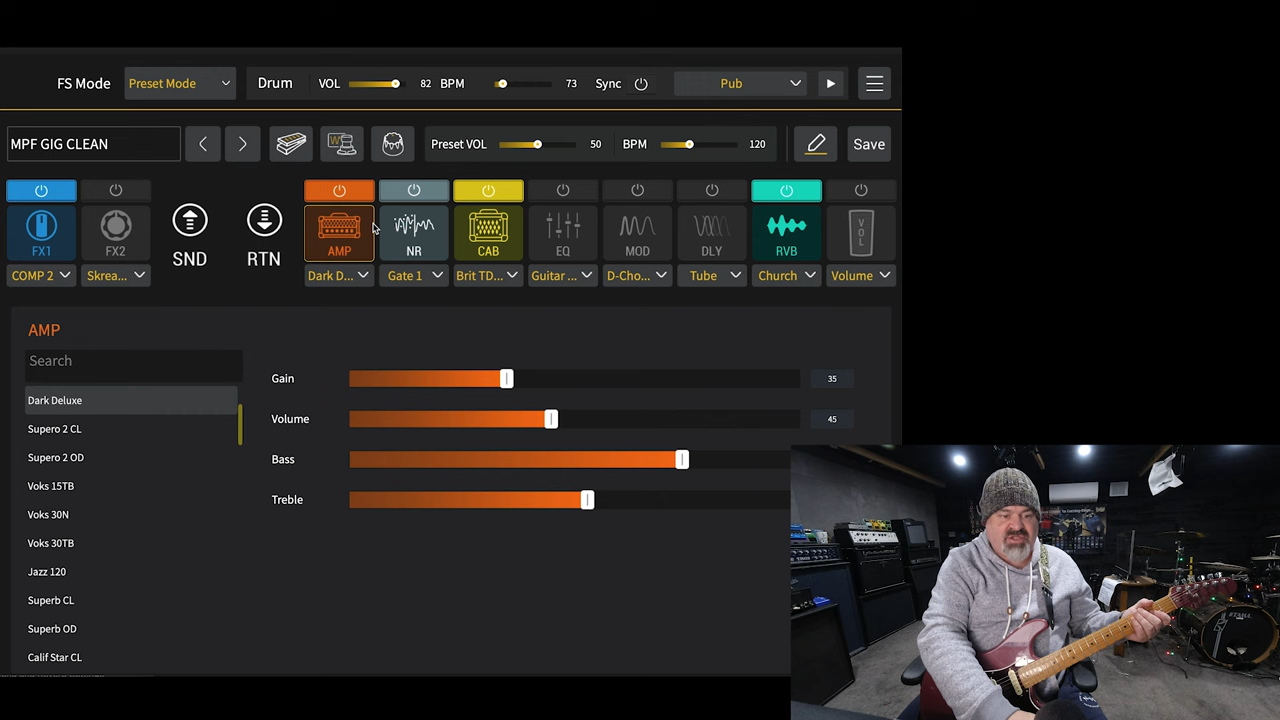 FS Mode Preset Mode Drum VOL 82 BPM 73 Sync Pub
MPF GIG CLEAN W Preset VOL 50 BPM 120 Save
FX1 FX2 SND RTN AMP NR CAB EQ MOD DLY RVB VOL
COMP 2 Skrea... Dark D... Gate 1 Brit TD... Guitar ... D-Cho... Tube Church Volume
AMP
Search
Dark Deluxe
Supero 2 CL
Supero 2 OD
Voks 15TB
Voks 30N
Voks 30TB
Jazz 120
Superb CL
Superb OD
Calif Star CL
Gain 35
Volume 45
Bass
Treble
TAMA